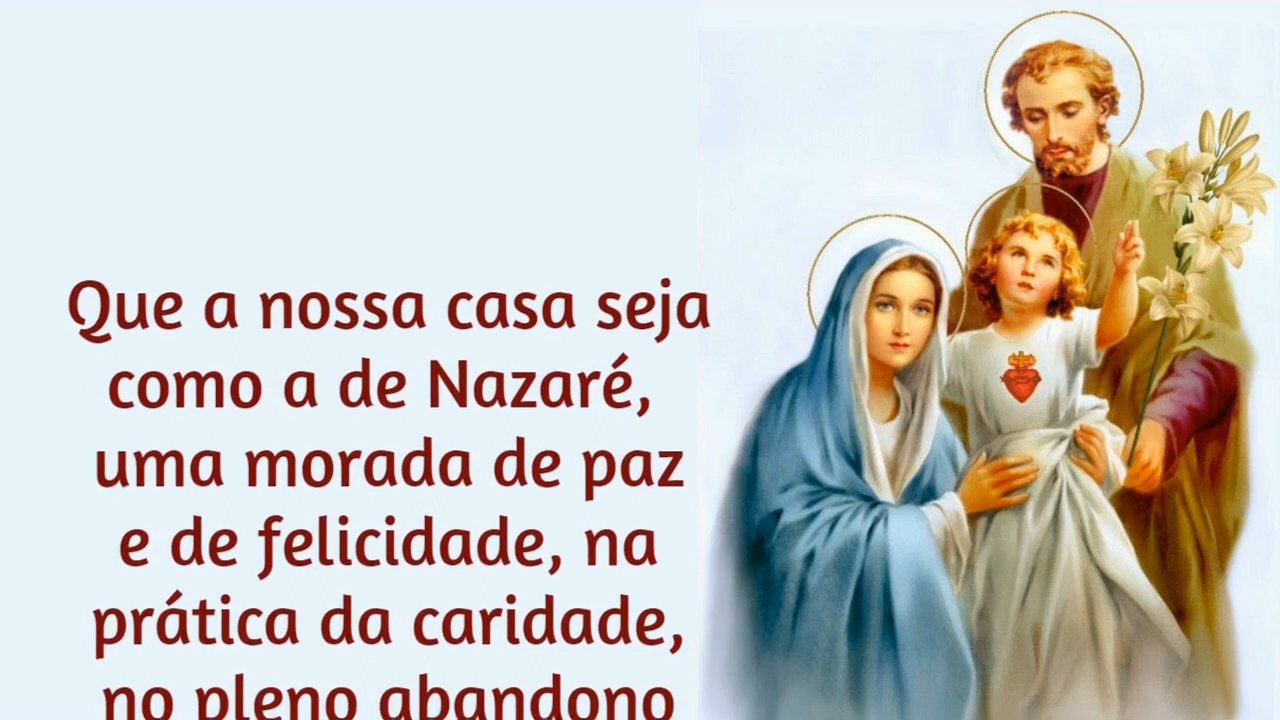 Que a nossa casa seja
como a de Nazaré,
uma morada de paz
e de felicidade, na
prática da caridade,
no pleno abandono